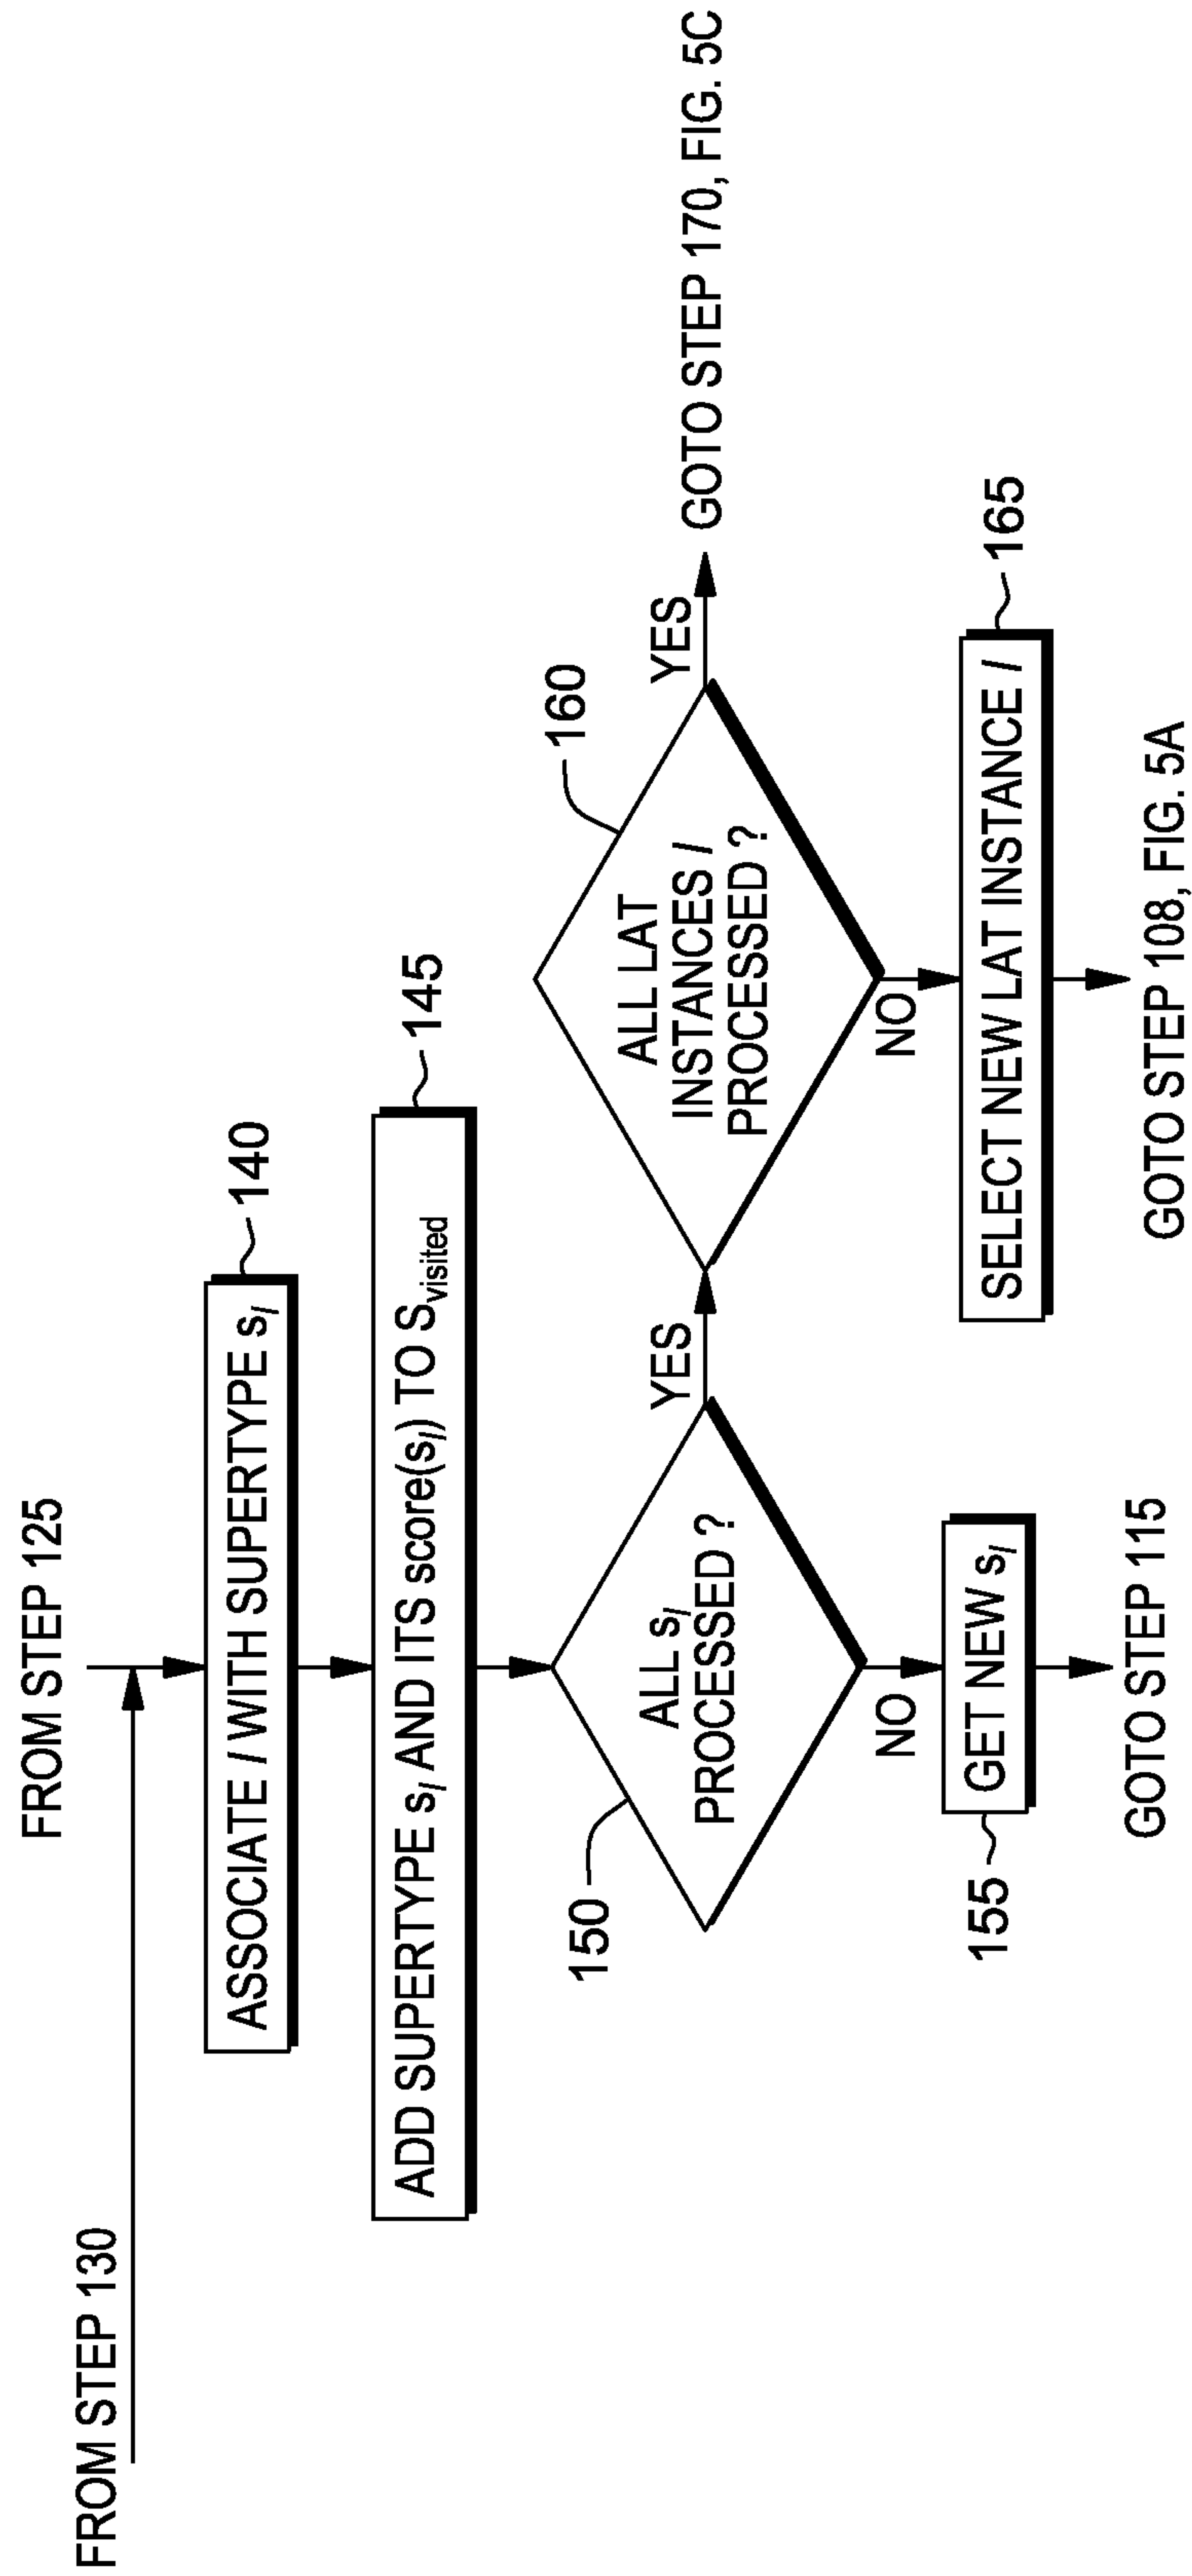 FROM STEP 125
FROM STEP 130
ASSOCIATE l WITH SUPERTYPE sl
140
ADD SUPERTYPE sl AND ITS score(sl) TO Svisited
145
150
ALL sl
PROCESSED ?
YES
NO
160
ALL LAT
INSTANCES l
PROCESSED ?
YES
GOTO STEP 170, FIG. 5C
NO
155
GET NEW sl
GOTO STEP 115
SELECT NEW LAT INSTANCE l
165
GOTO STEP 108, FIG. 5A